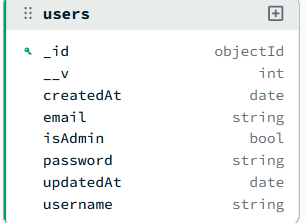 users
_id objectId
__v int
createdAt date
email string
isAdmin bool
password string
updatedAt date
username string